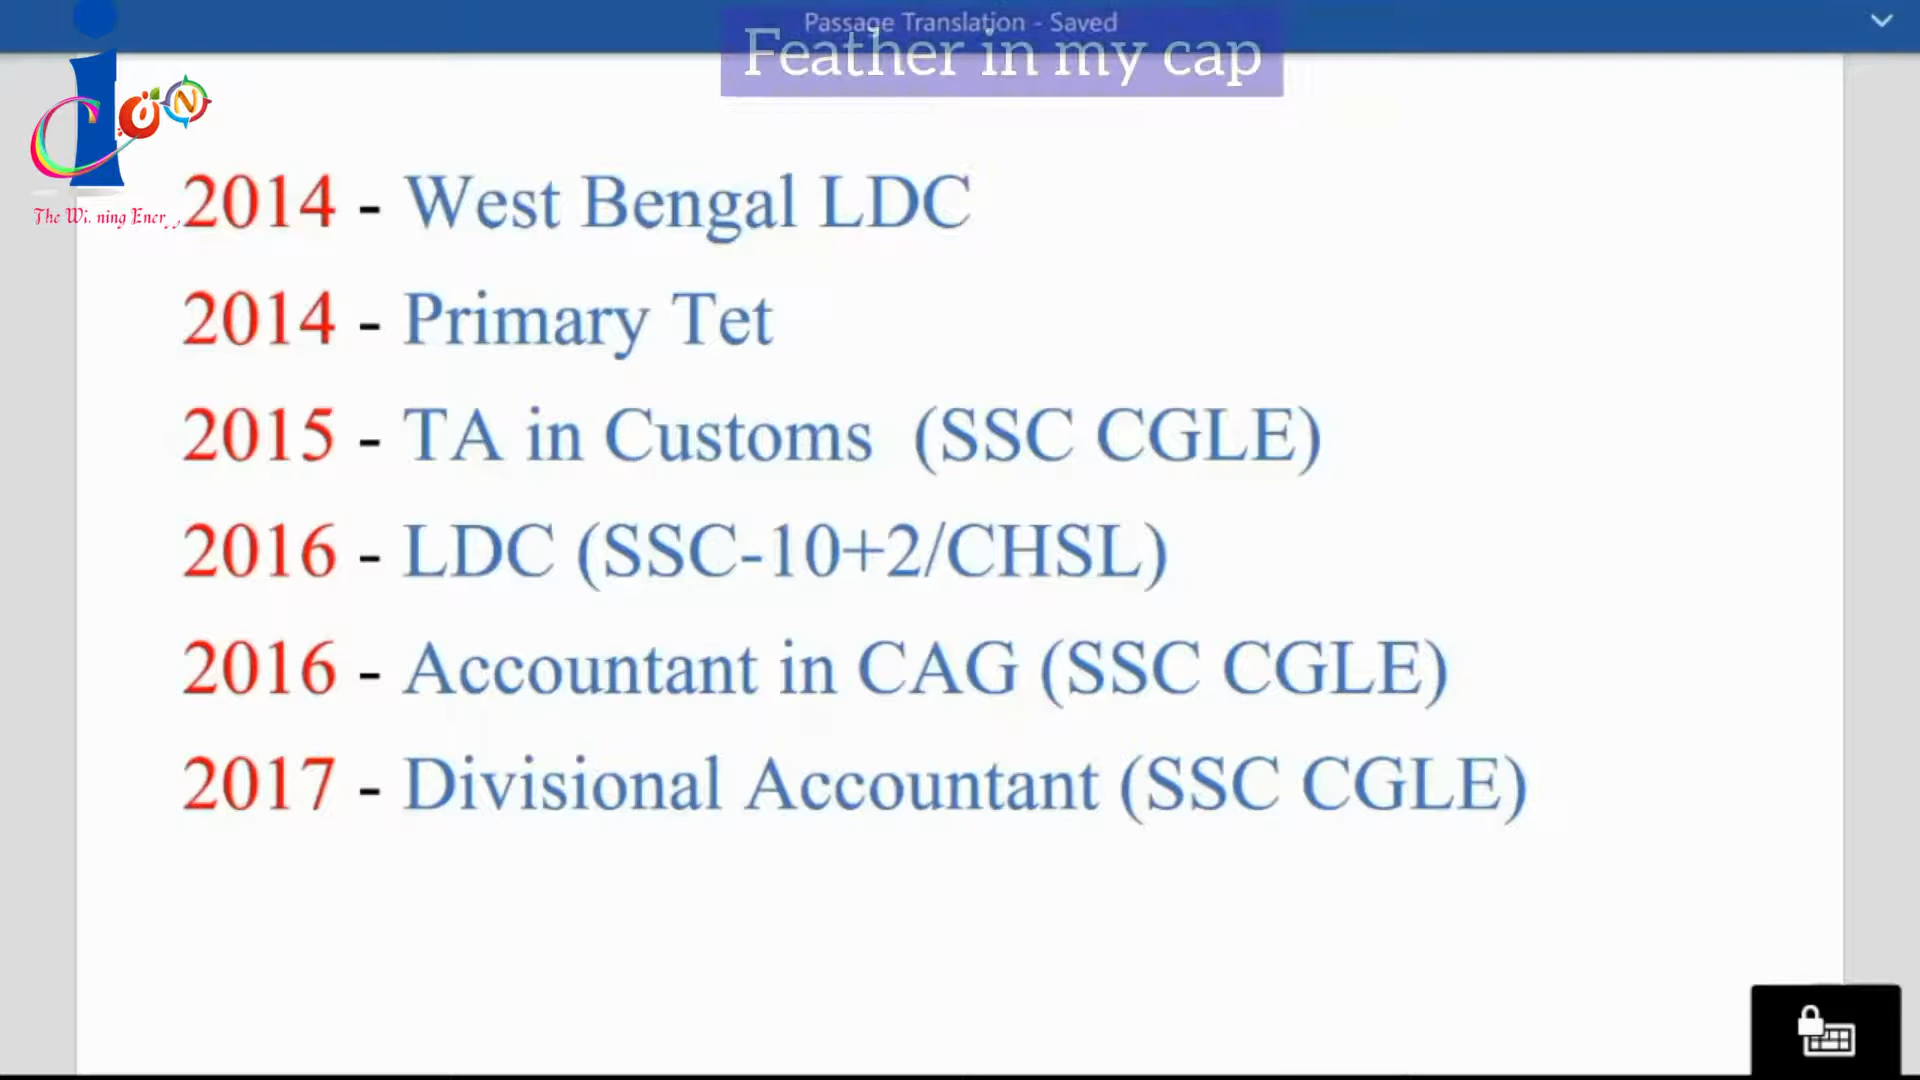 Passage Translation - Saved
Feather in my cap
icon
2014 - West Bengal LDC
2014 - Primary Tet
2015 - TA in Customs (SSC CGLE)
2016 - LDC (SSC-10+2/CHSL)
2016 - Accountant in CAG (SSC CGLE)
2017 - Divisional Accountant (SSC CGLE)